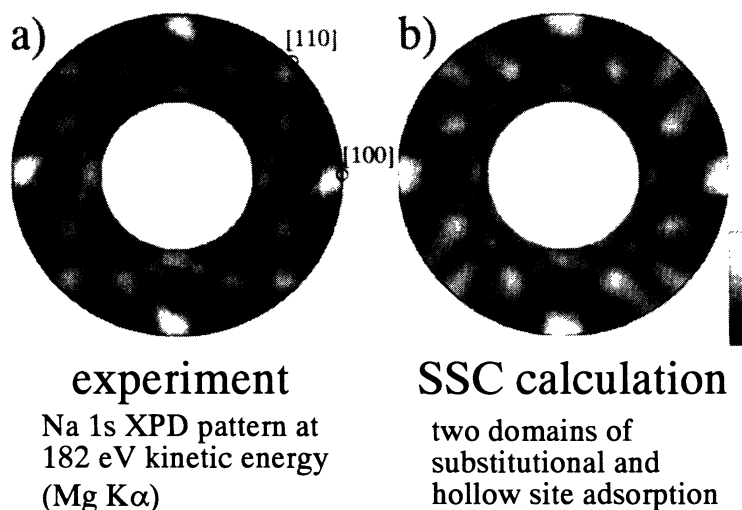 a)
[110]
b)
[100]
experiment
SSC calculation
Na 1s XPD pattern at
182 eV kinetic energy
(Mg Kα)
two domains of
substitutional and
hollow site adsorption